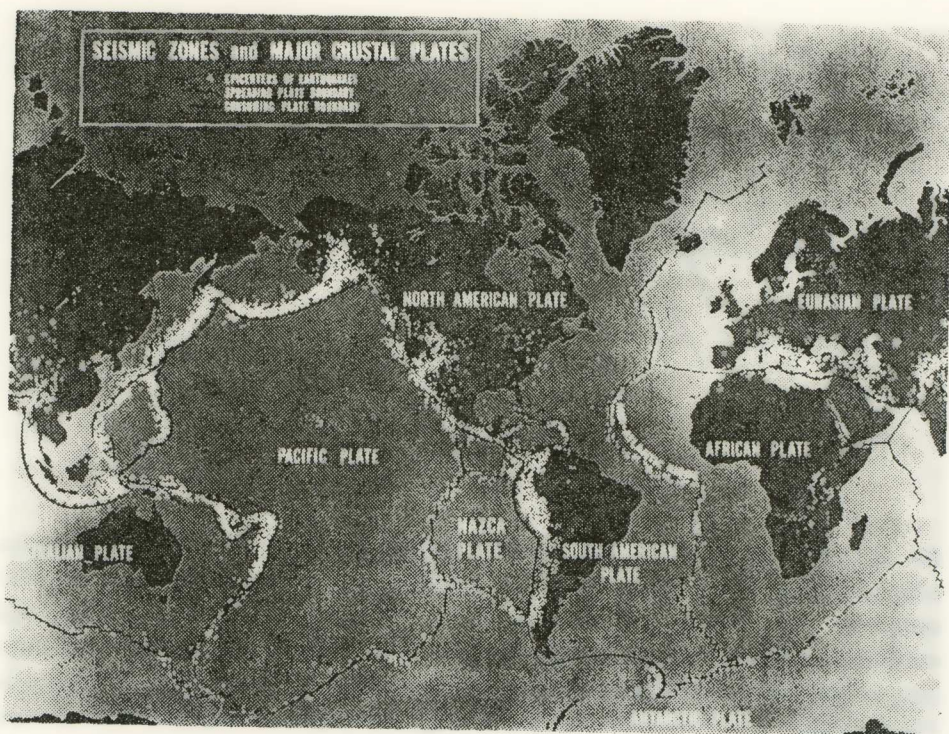 SEISMIC ZONES and MAJOR CRUSTAL PLATES
EPICENTERS OF EARTHQUAKES
SPREADING PLATE BOUNDARY
CONSUMING PLATE BOUNDARY
NORTH AMERICAN PLATE
EURASIAN PLATE
PACIFIC PLATE
AFRICAN PLATE
NAZCA
PLATE
PLATE
SOUTH AMERICAN
PLATE
ANTARCTIC PLATE